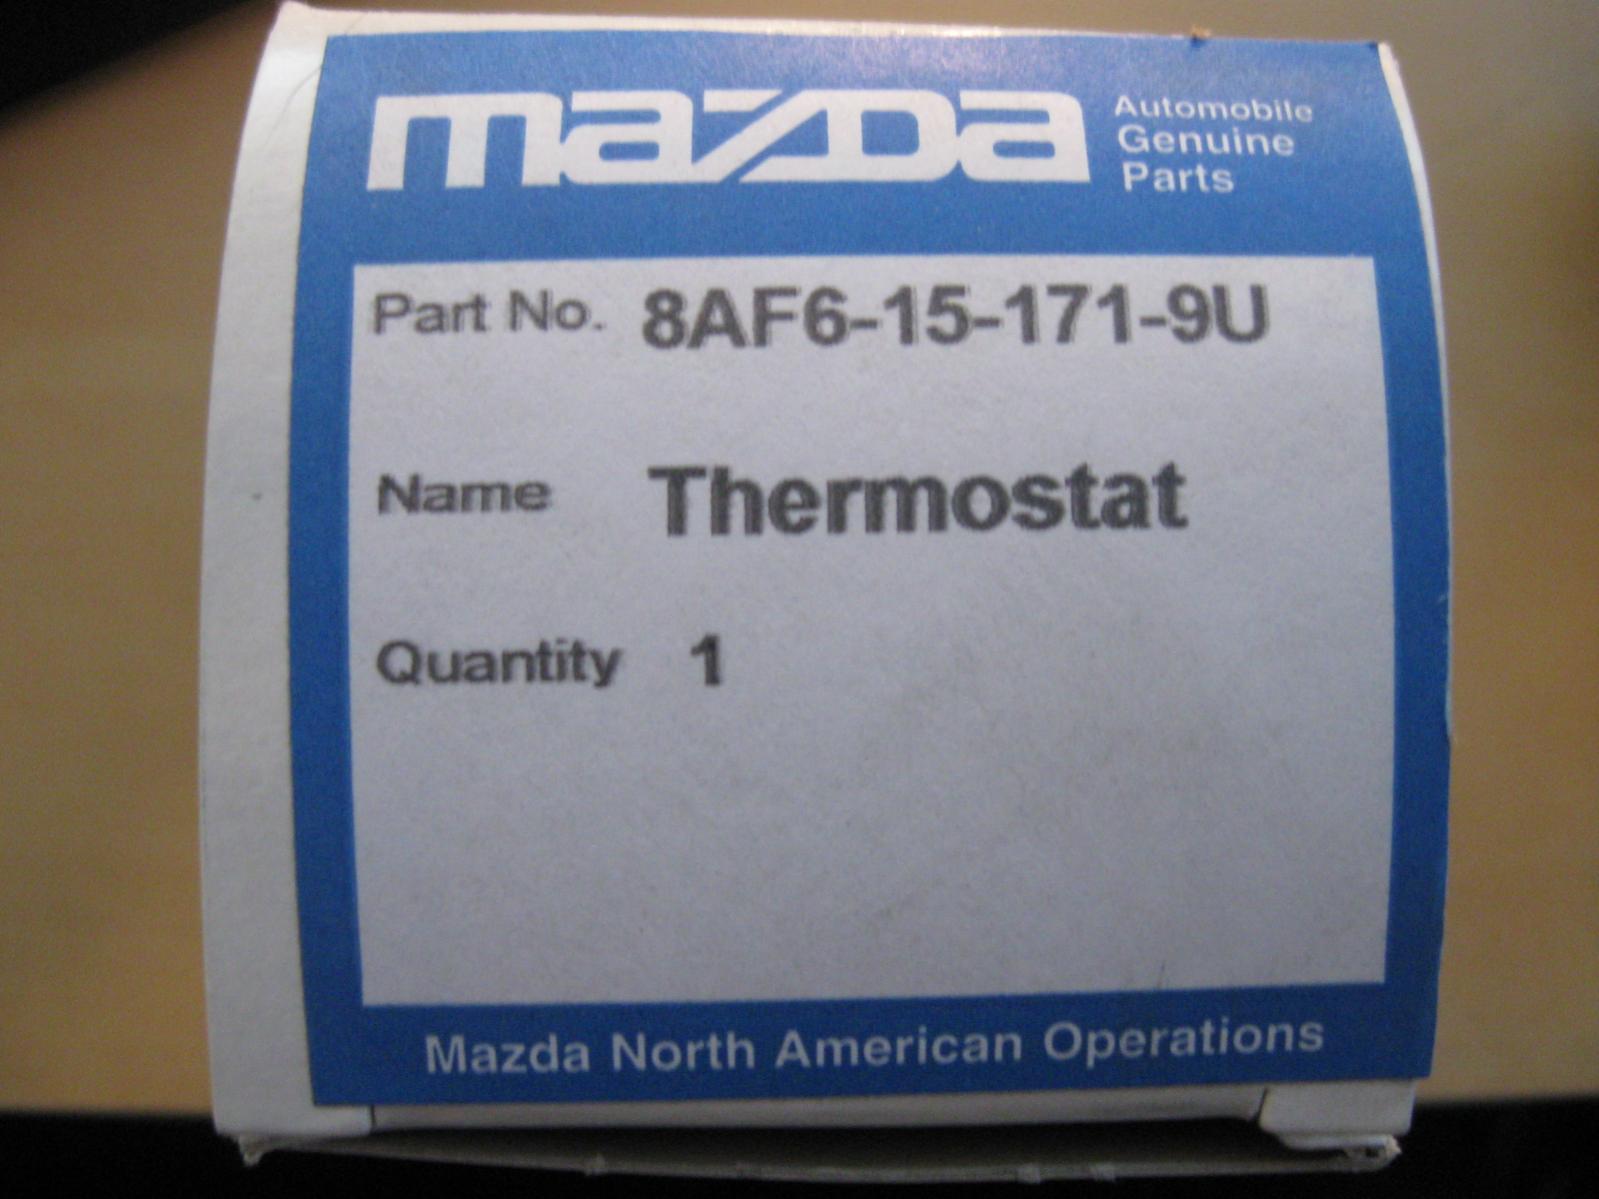 mazda
Automobile
Genuine
Parts
Part No. 8AF6-15-171-9U
Name Thermostat
Quantity 1
Mazda North American Operations